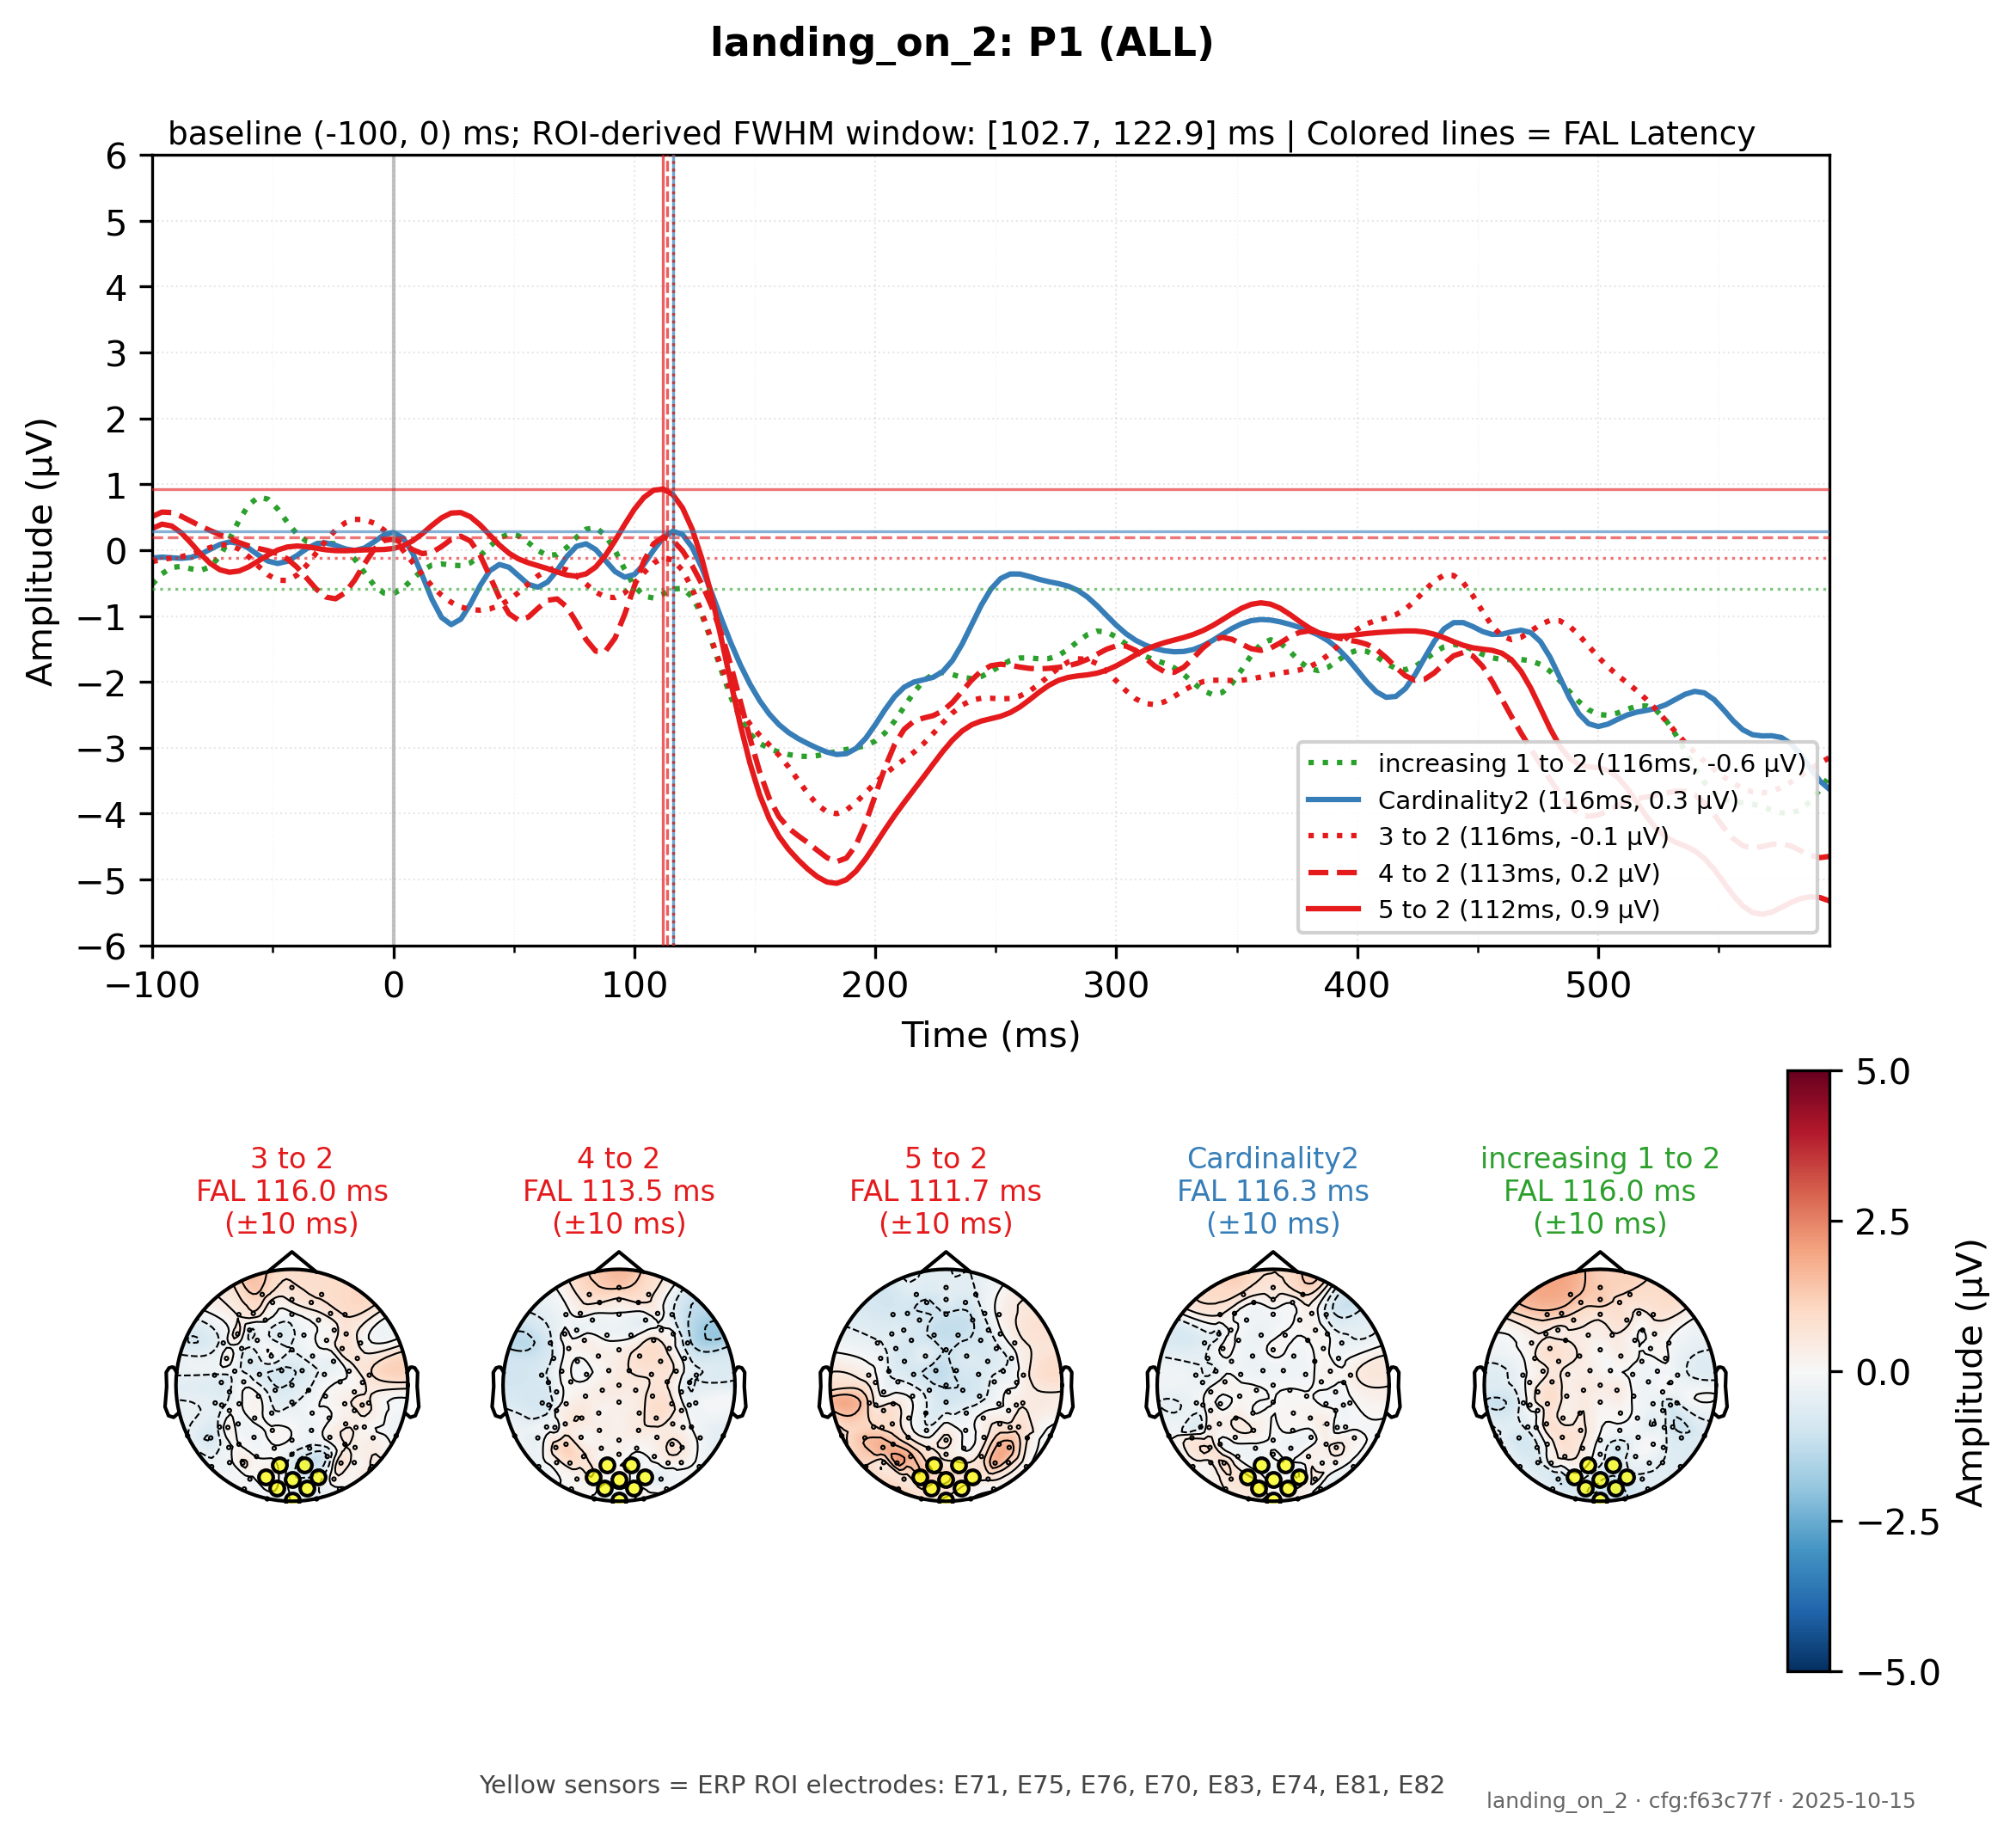 landing_on_2: P1 (ALL)
baseline (-100, 0) ms; ROI-derived FWHM window: [102.7, 122.9] ms | Colored lines = FAL Latency
6
5
4
3
2
1
0
−1
−2
−3
−4
−5
−6
Amplitude (µV)
increasing 1 to 2 (116ms, -0.6 µV)
Cardinality2 (116ms, 0.3 µV)
3 to 2 (116ms, -0.1 µV)
4 to 2 (113ms, 0.2 µV)
5 to 2 (112ms, 0.9 µV)
−100 0 100 200 300 400 500
Time (ms)
3 to 2
FAL 116.0 ms
(±10 ms)
4 to 2
FAL 113.5 ms
(±10 ms)
5 to 2
FAL 111.7 ms
(±10 ms)
Cardinality2
FAL 116.3 ms
(±10 ms)
increasing 1 to 2
FAL 116.0 ms
(±10 ms)
5.0
2.5
0.0
−2.5
−5.0
Amplitude (µV)
Yellow sensors = ERP ROI electrodes: E71, E75, E76, E70, E83, E74, E81, E82
landing_on_2 · cfg:f63c77f · 2025-10-15